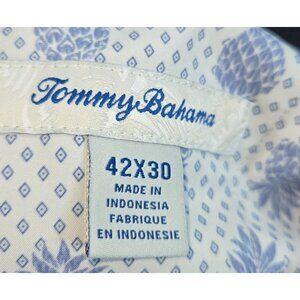 Tommy Bahama
42X30
MADE IN
INDONESIA
FABRIQUE
EN INDONESIE